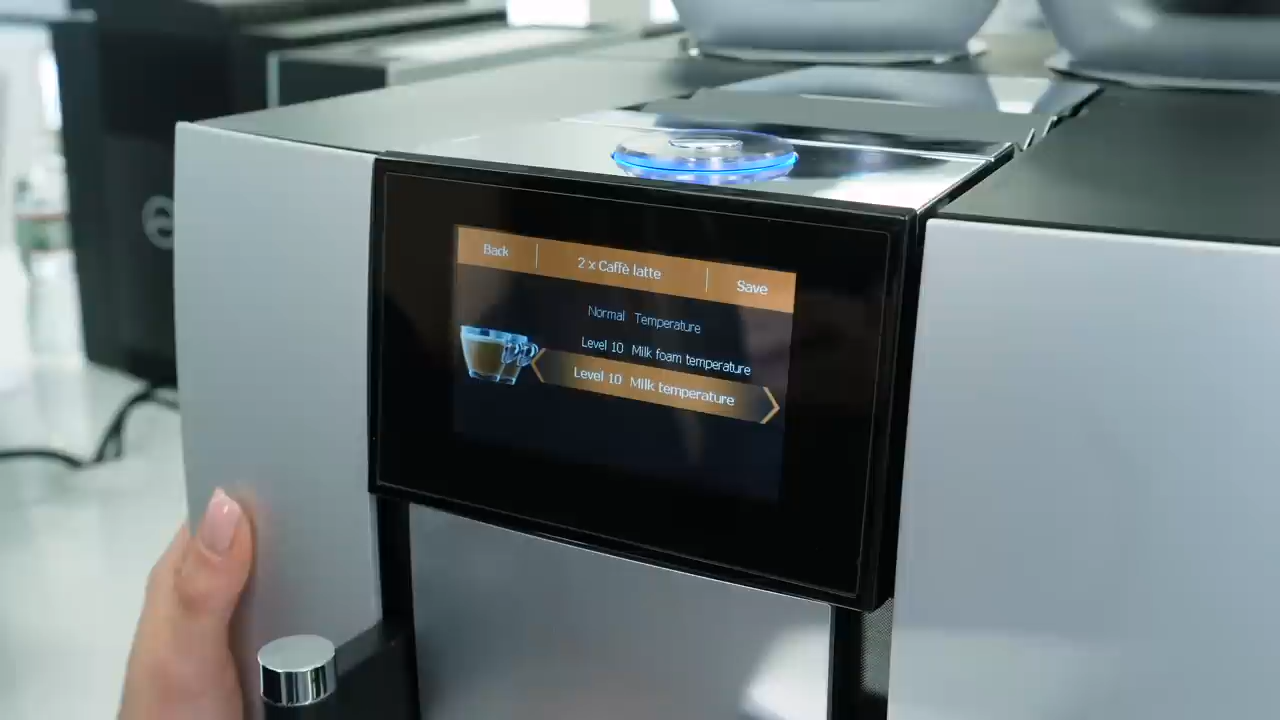 Back 2 x Caffè latte Save
Normal Temperature
Level 10 Milk foam temperature
Level 10 Milk temperature